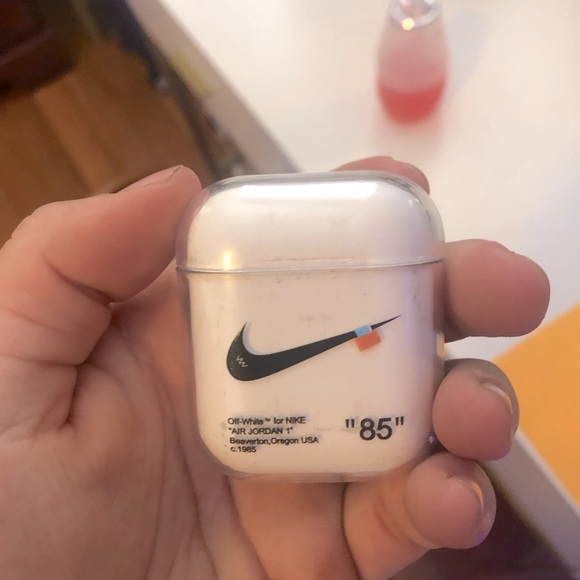 Off-White™ for NIKE
"AIR JORDAN 1"
Beaverton,Oregon USA
c.1985
"85"